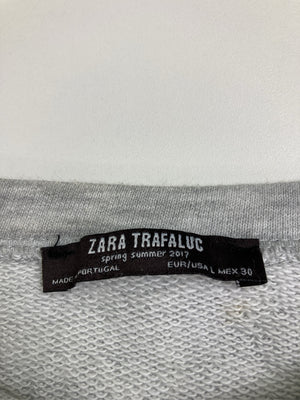 ZARA TRAFALUC
spring summer 2017
MADE IN PORTUGAL EUR/USA L MEX 30